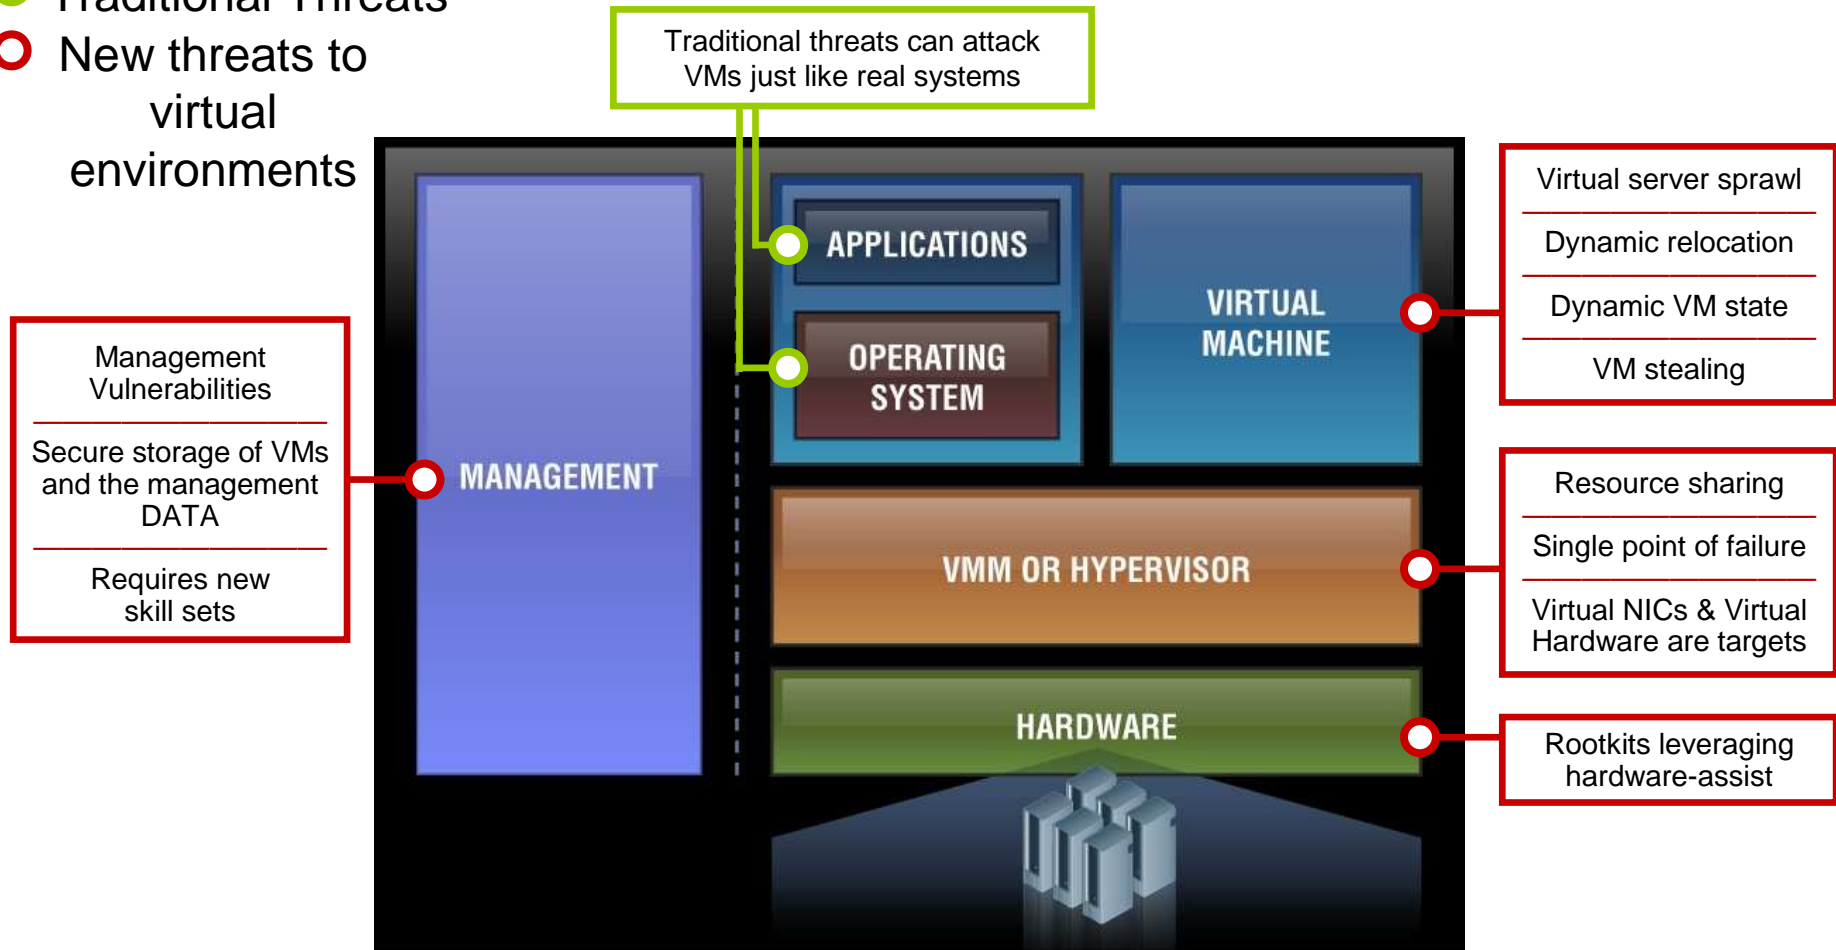 Traditional Threats
New threats to
virtual
environments
Traditional threats can attack
VMs just like real systems
Management
Vulnerabilities
Secure storage of VMs
and the management
DATA
Requires new
skill sets
MANAGEMENT
APPLICATIONS
OPERATING
SYSTEM
VIRTUAL
MACHINE
VMM OR HYPERVISOR
HARDWARE
Virtual server sprawl
Dynamic relocation
Dynamic VM state
VM stealing
Resource sharing
Single point of failure
Virtual NICs & Virtual
Hardware are targets
Rootkits leveraging
hardware-assist